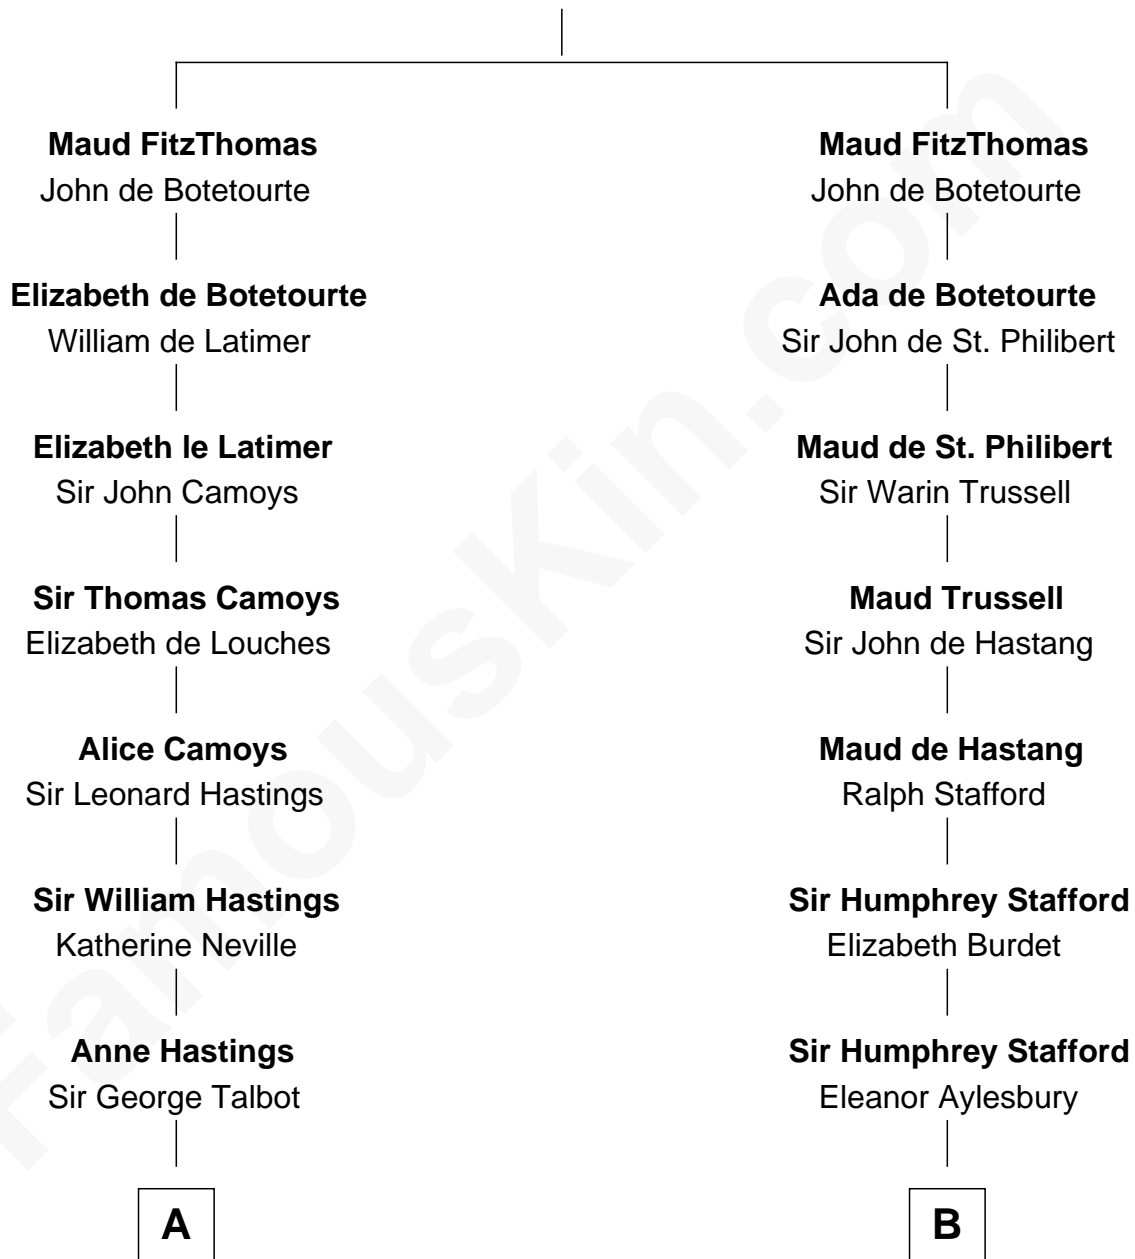 Maud FitzThomas
John de Botetourte
Elizabeth de Botetourte
William de Latimer
Elizabeth le Latimer
Sir John Camoys
Sir Thomas Camoys
Elizabeth de Louches
Alice Camoys
Sir Leonard Hastings
Sir William Hastings
Katherine Neville
Anne Hastings
Sir George Talbot
A
Maud FitzThomas
John de Botetourte
Ada de Botetourte
Sir John de St. Philibert
Maud de St. Philibert
Sir Warin Trussell
Maud Trussell
Sir John de Hastang
Maud de Hastang
Ralph Stafford
Sir Humphrey Stafford
Elizabeth Burdet
Sir Humphrey Stafford
Eleanor Aylesbury
B
FamousKin.com